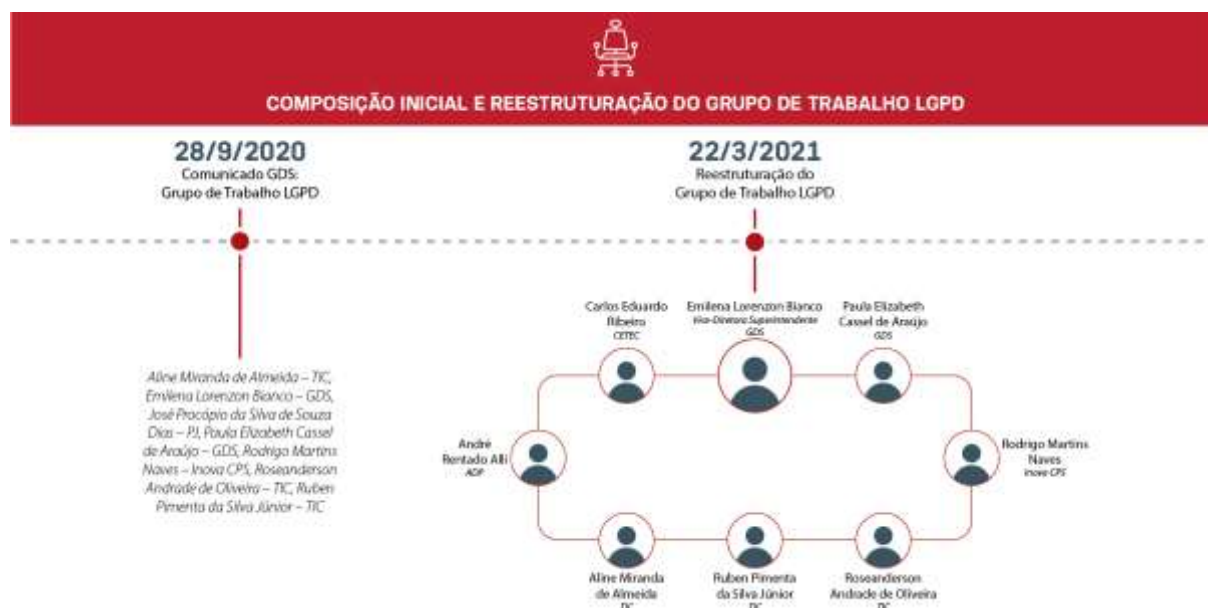 COMPOSIÇÃO INICIAL E REESTRUTURAÇÃO DO GRUPO DE TRABALHO LGPD
28/9/2020
Comunicado GDS:
Grupo de Trabalho LGPD
Aline Miranda de Almeida – TIC,
Emilena Lorenzon Bianco – GDS,
José Procópio da Silva de Souza
Dias – PJ, Paula Elizabeth Cassel
de Araújo – GDS, Rodrigo Martins
Naves – Inova CPS, Roseanderson
Andrade de Oliveira – TIC, Ruben
Pimenta da Silva Júnior – TIC
22/3/2021
Reestruturação do
Grupo de Trabalho LGPD
Carlos Eduardo
Ribeiro
CETEC
Emilena Lorenzon Bianco
Vice-Diretora Superintendente
GDS
Paula Elizabeth
Cassel de Araújo
GDS
André
Rentado Alli
Rodrigo Martins
Naves
Inova CPS
Aline Miranda
de Almeida
Ruben Pimenta
da Silva Júnior
Roseanderson
Andrade de Oliveira